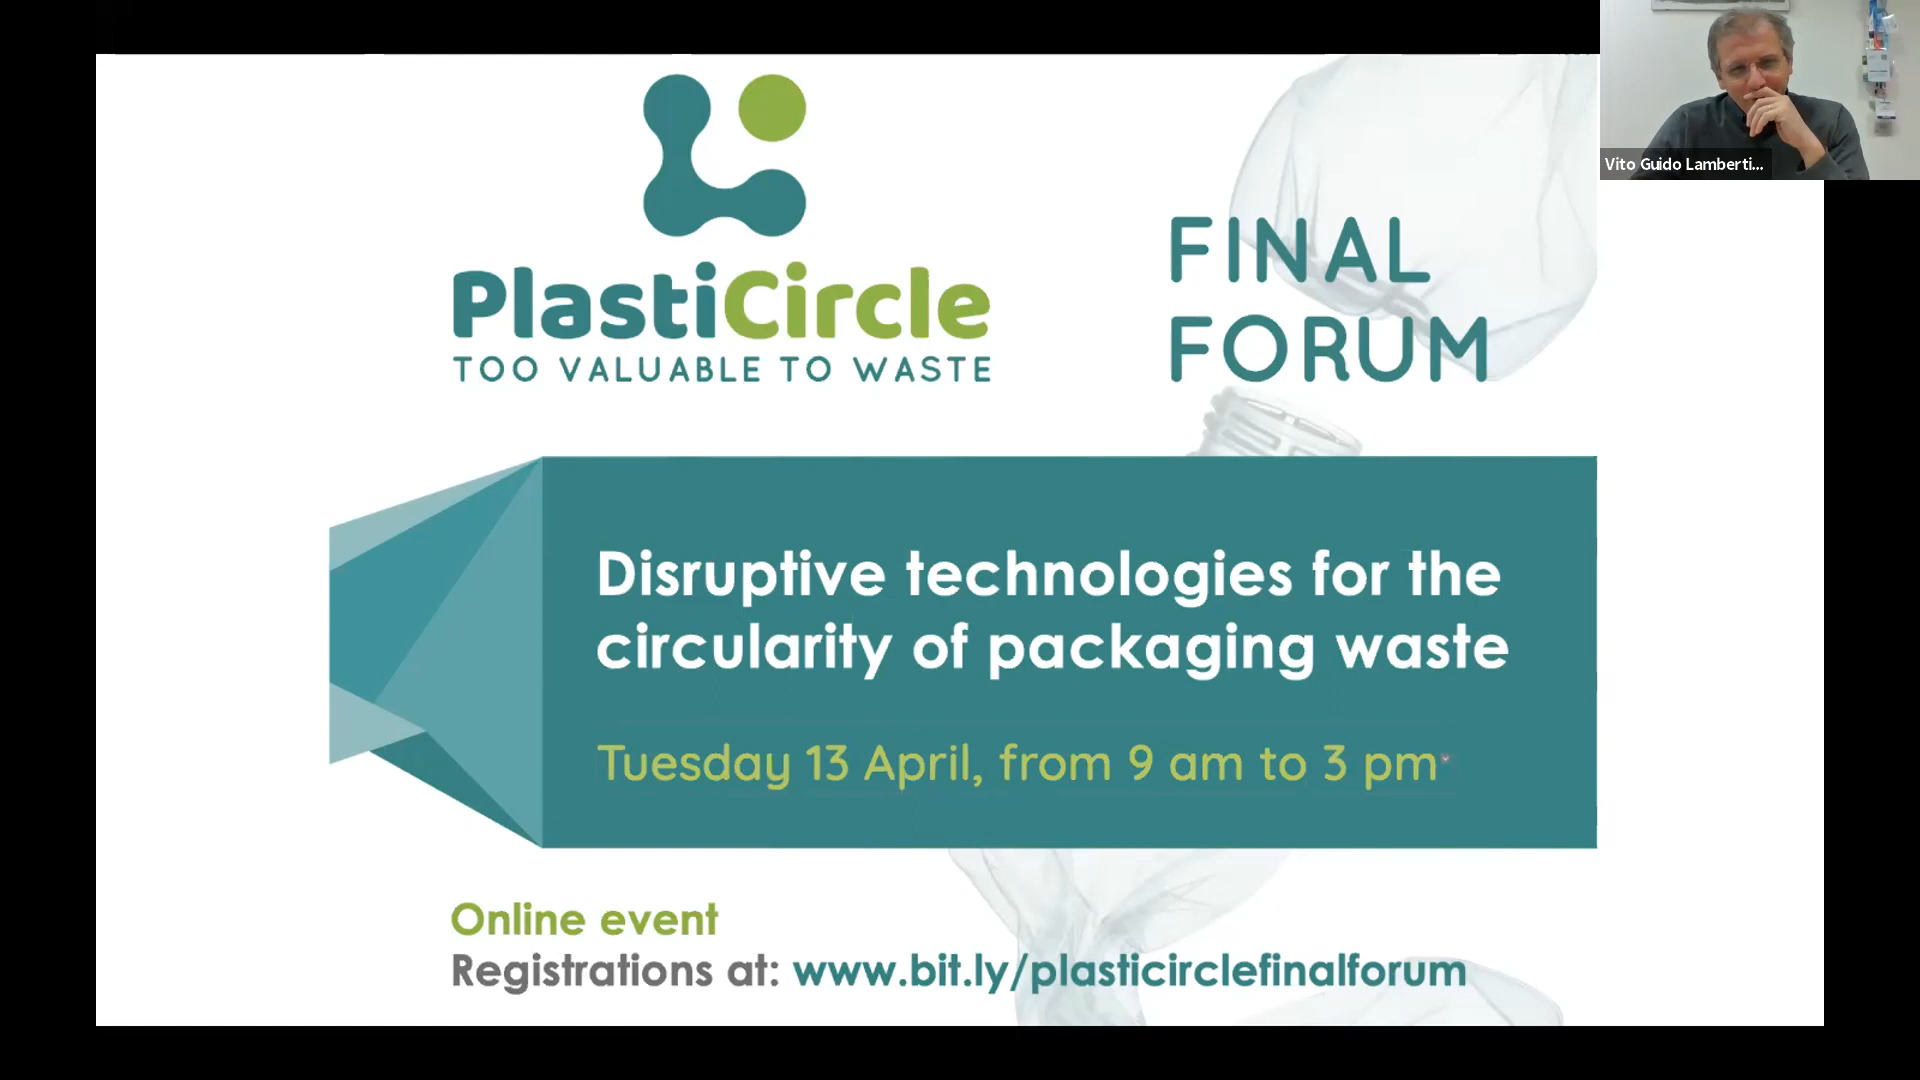 PlastiCircle
TOO VALUABLE TO WASTE
FINAL
FORUM
Vito Guido Lamberti...
Disruptive technologies for the
circularity of packaging waste
Tuesday 13 April, from 9 am to 3 pm
Online event
Registrations at: www.bit.ly/plasticirclefinalforum